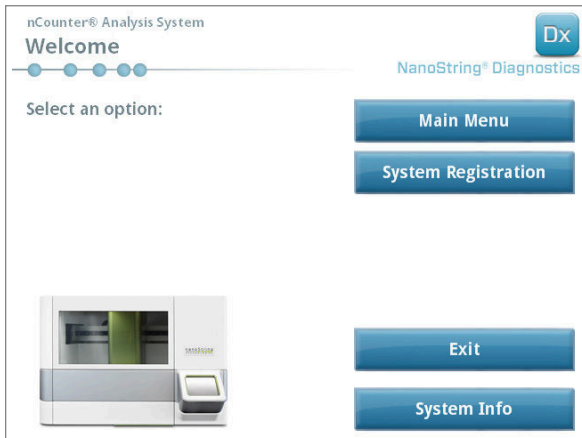 nCounter® Analysis System
Welcome
Dx
NanoString® Diagnostics
Select an option:
Main Menu
System Registration
Exit
System Info